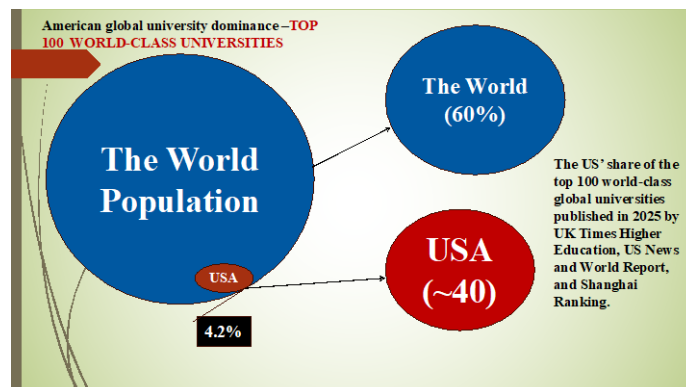 American global university dominance –TOP
100 WORLD-CLASS UNIVERSITIES
The World
Population
USA
4.2%
The World
(60%)
USA
(~40)
The US’ share of the
top 100 world-class
global universities
published in 2025 by
UK Times Higher
Education, US News
and World Report,
and Shanghai
Ranking.